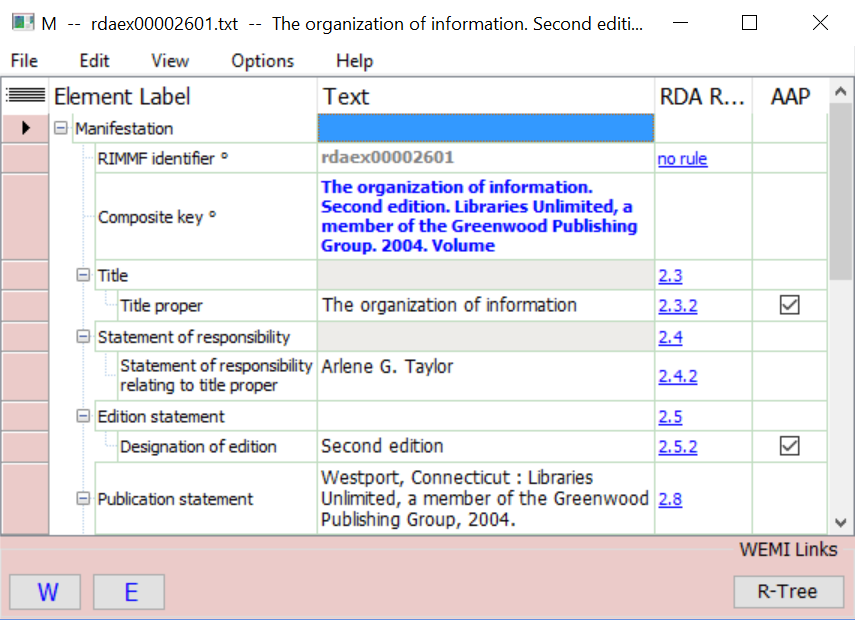 M -- rdaex00002601.txt -- The organization of information. Second editi...
File Edit View Options Help
Element Label Text RDA R... AAP
Manifestation
RIMMF identifier º rdaex00002601 no rule
Composite key º
The organization of information.
Second edition. Libraries Unlimited, a
member of the Greenwood Publishing
Group. 2004. Volume
Title 2.3
Title proper The organization of information 2.3.2
Statement of responsibility 2.4
Statement of responsibility
relating to title proper
Arlene G. Taylor
2.4.2
Edition statement 2.5
Designation of edition Second edition 2.5.2
Publication statement
Westport, Connecticut : Libraries
Unlimited, a member of the Greenwood
Publishing Group, 2004.
2.8
WEMI Links
W E R-Tree